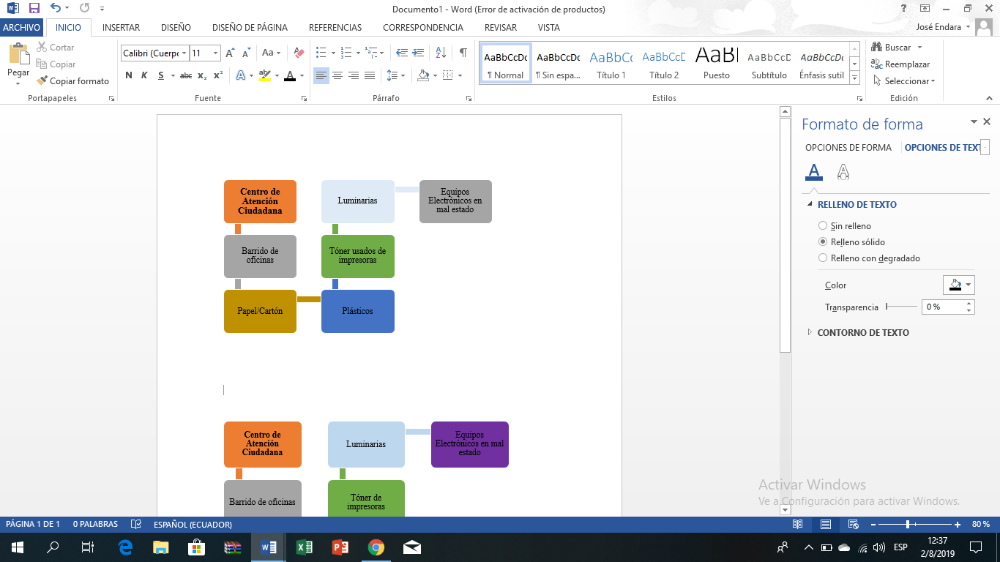 Documento1 - Word (Error de activación de productos)
ARCHIVO INICIO INSERTAR DISEÑO DISEÑO DE PÁGINA REFERENCIAS CORRESPONDENCIA REVISAR VISTA
José Endara
Pegar
Cortar
Copiar
Copiar formato
Portapapeles
Calibri (Cuerpo 11
N K S abc x₂ x²
Fuente
Párrafo
AaBbCcDc AaBbCcDc AaBbCc AaBbCcD AaBl AaBbCcD AaBbCcDc
¶ Normal ¶ Sin espa... Título 1 Título 2 Puesto Subtítulo Énfasis sutil
Estilos
Buscar
Reemplazar
Seleccionar
Edición
Centro de
Atención
Ciudadana
Luminarias
Equipos
Electrónicos en
mal estado
Barrido de
oficinas
Tóner usados de
impresoras
Papel/Cartón
Plásticos
Centro de
Atención
Ciudadana
Luminarias
Equipos
Electrónicos en mal
estado
Barrido de oficinas
Tóner de
impresoras
Formato de forma
OPCIONES DE FORMA OPCIONES DE TEXT
RELLENO DE TEXTO
Sin relleno
Relleno sólido
Relleno con degradado
Color
Transparencia 0 %
CONTORNO DE TEXTO
Activar Windows
Ve a Configuración para activar Windows.
PÁGINA 1 DE 1 0 PALABRAS ESPAÑOL (ECUADOR) 80 %
ESP
12:37
2/8/2019